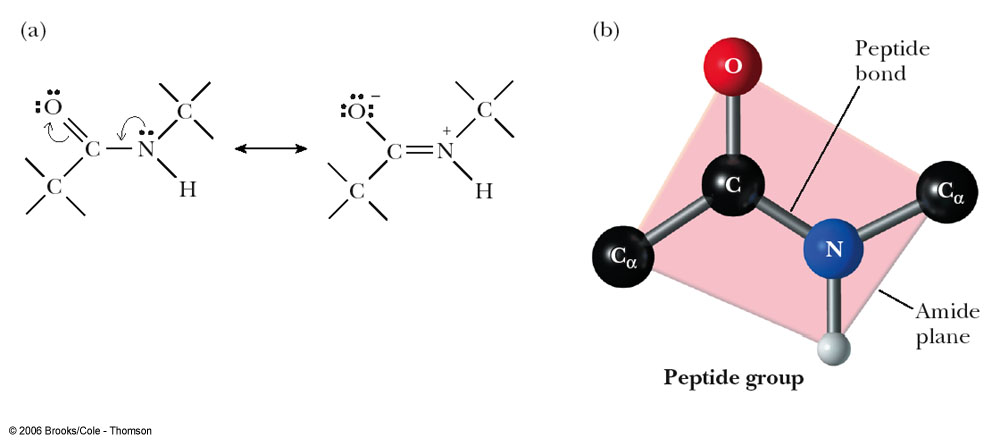 (a)
O
C
N
C
C
H
O −
C
N +
C
C
H
(b)
Peptide
bond
O
C
Cα
N
Cα
Amide
plane
Peptide group
© 2006 Brooks/Cole - Thomson